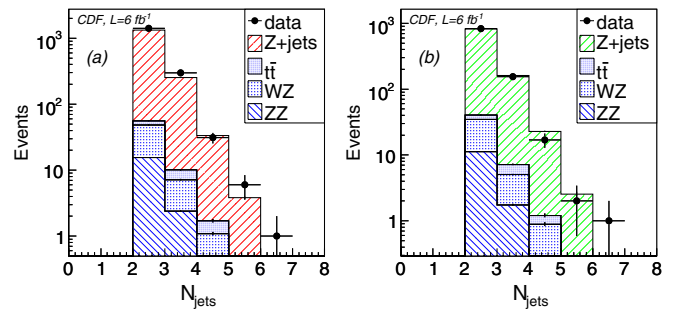 CDF, L=6 fb⁻¹
(a)
data
Z+jets
tt̄
WZ
ZZ
Events
10³
10²
10
1
0 1 2 3 4 5 6 7 8
N_jets
CDF, L=6 fb⁻¹
(b)
data
Z+jets
tt̄
WZ
ZZ
Events
10³
10²
10
1
0 1 2 3 4 5 6 7 8
N_jets